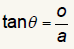 tanθ = o/a